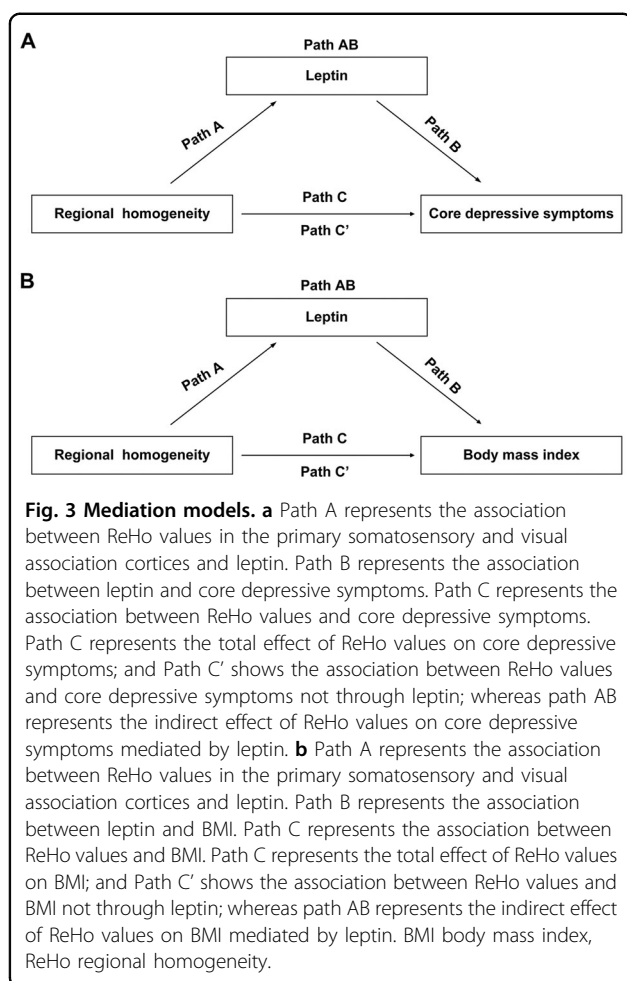 A
Path AB
Leptin
Path A
Path B
Regional homogeneity
Path C
Path C'
Core depressive symptoms
B
Path AB
Leptin
Path A
Path B
Regional homogeneity
Path C
Path C'
Body mass index
Fig. 3 Mediation models. a Path A represents the association
between ReHo values in the primary somatosensory and visual
association cortices and leptin. Path B represents the association
between leptin and core depressive symptoms. Path C represents the
association between ReHo values and core depressive symptoms.
Path C represents the total effect of ReHo values on core depressive
symptoms; and Path C' shows the association between ReHo values
and core depressive symptoms not through leptin; whereas path AB
represents the indirect effect of ReHo values on core depressive
symptoms mediated by leptin. b Path A represents the association
between ReHo values in the primary somatosensory and visual
association cortices and leptin. Path B represents the association
between leptin and BMI. Path C represents the association between
ReHo values and BMI. Path C represents the total effect of ReHo values
on BMI; and Path C' shows the association between ReHo values and
BMI not through leptin; whereas path AB represents the indirect effect
of ReHo values on BMI mediated by leptin. BMI body mass index,
ReHo regional homogeneity.